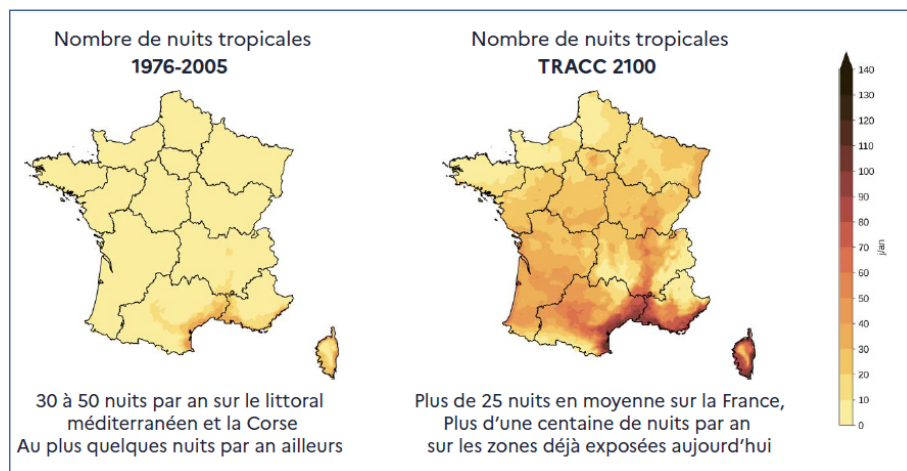 Nombre de nuits tropicales
1976-2005
Nombre de nuits tropicales
TRACC 2100
140
130
120
110
100
90
80
70
60
50
40
30
20
10
0
j/an
30 à 50 nuits par an sur le littoral
méditerranéen et la Corse
Au plus quelques nuits par an ailleurs
Plus de 25 nuits en moyenne sur la France,
Plus d'une centaine de nuits par an
sur les zones déjà exposées aujourd'hui